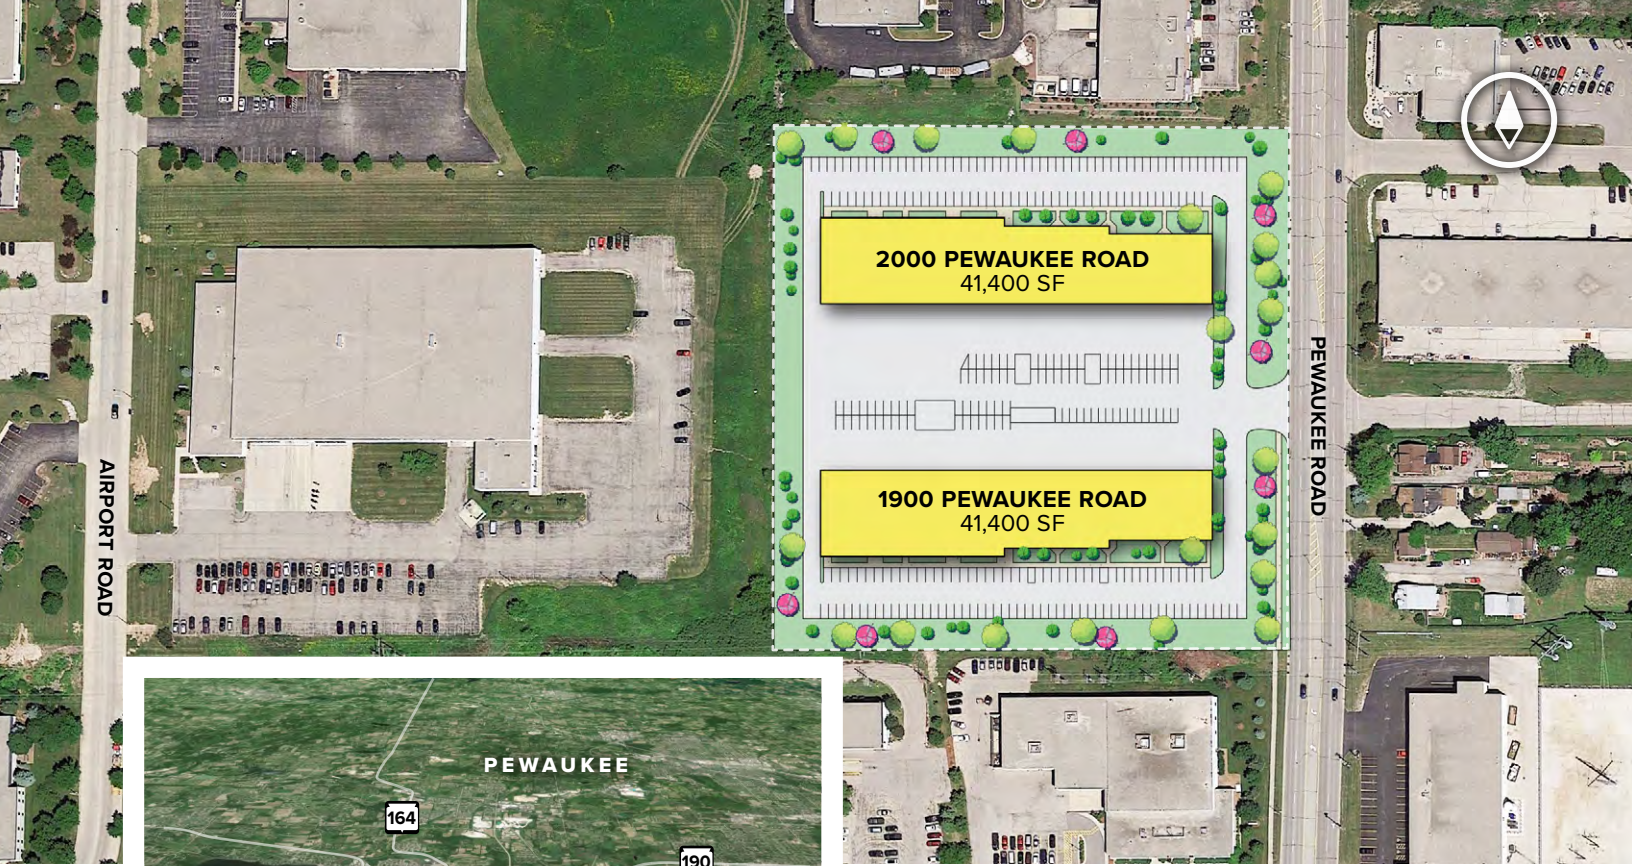 2000 PEWAUKEE ROAD
41,400 SF
1900 PEWAUKEE ROAD
41,400 SF
PEWAUKEE ROAD
AIRPORT ROAD
PEWAUKEE
164
190